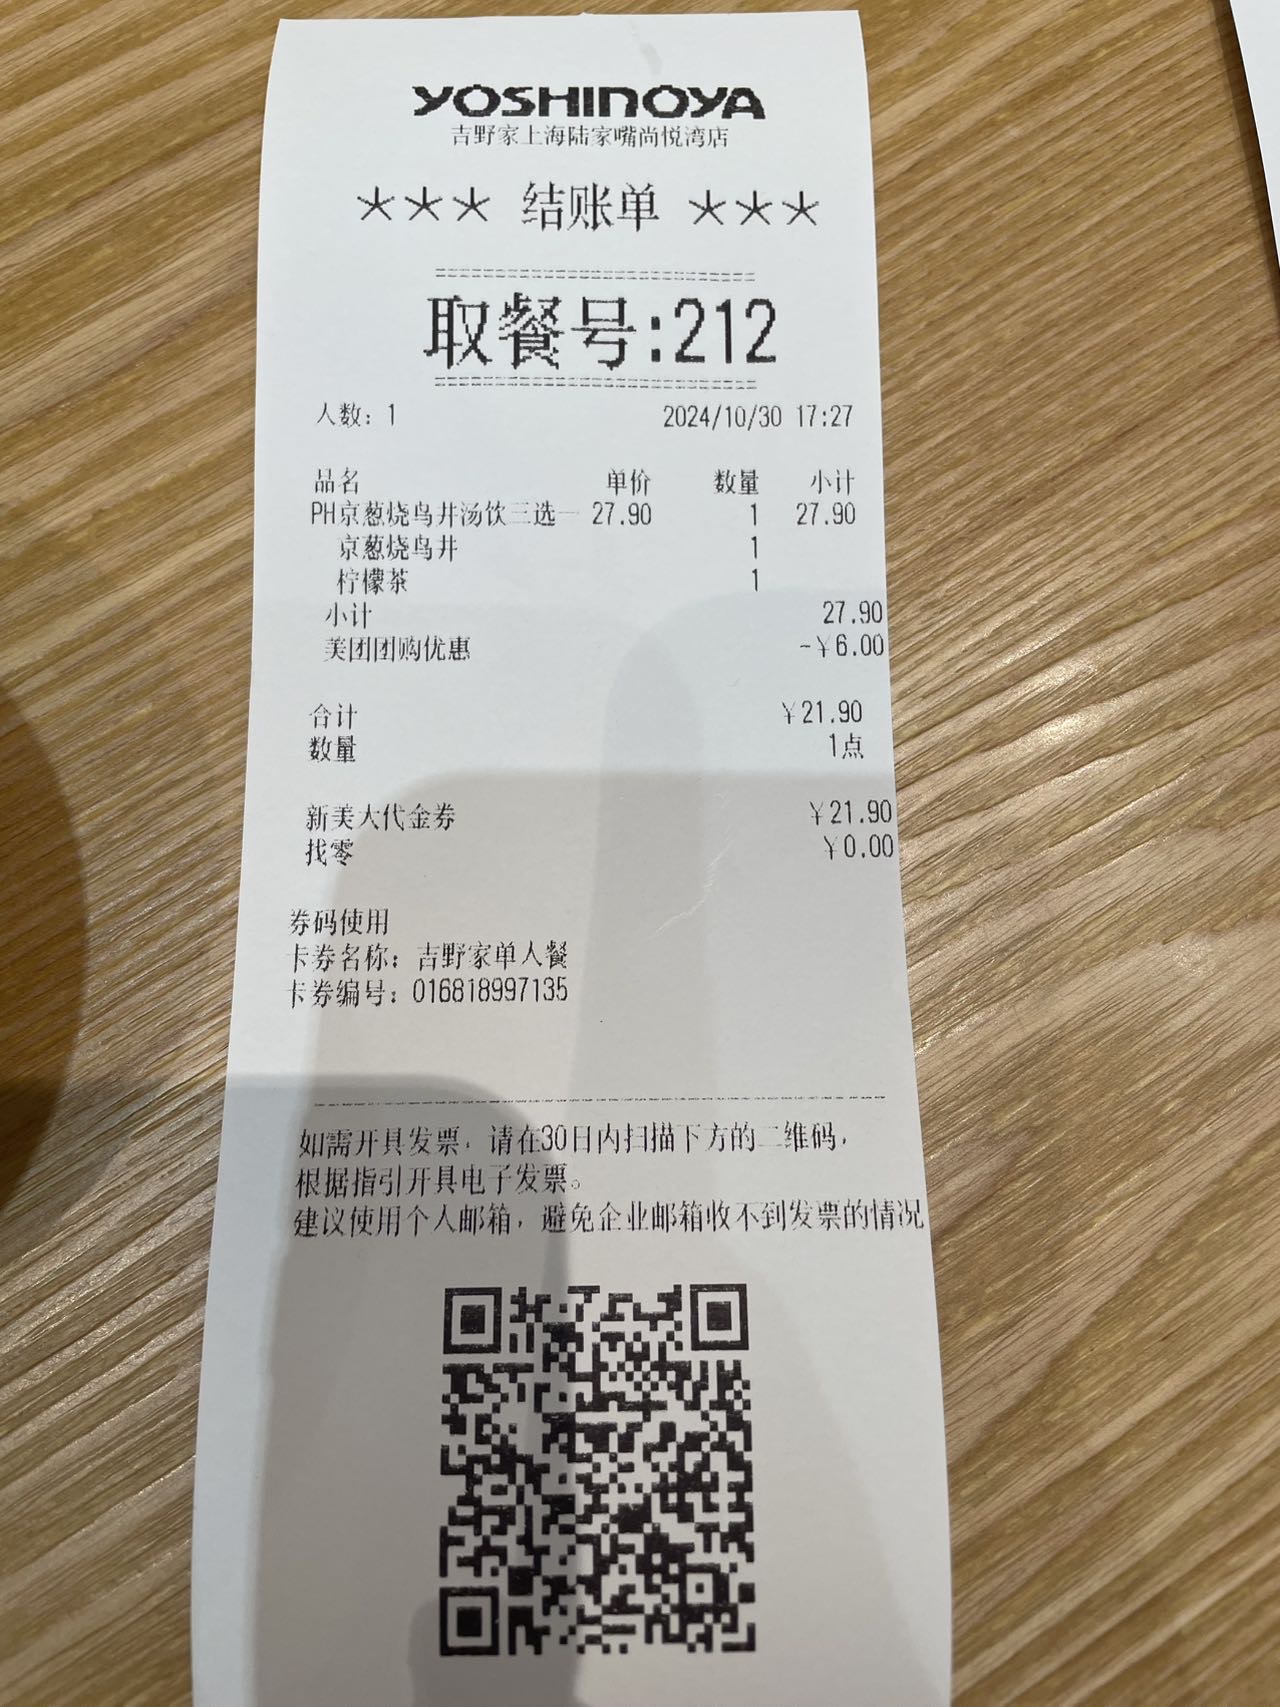 YOSHINOYA
吉野家上海陆家嘴尚悦湾店
*** 结账单 ***
取餐号:212
人数: 1 2024/10/30 17:27
品名 单价 数量 小计
PH京葱烧鸟井汤饮三选一 27.90 1 27.90
京葱烧鸟井 1
柠檬茶 1
小计 27.90
美团团购优惠 -¥6.00
合计 ¥21.90
数量 1点
新美大代金券 ¥21.90
找零 ¥0.00
券码使用
卡券名称: 吉野家单人餐
卡券编号: 016818997135
如需开具发票, 请在30日内扫描下方的二维码,
根据指引开具电子发票。
建议使用个人邮箱, 避免企业邮箱收不到发票的情况